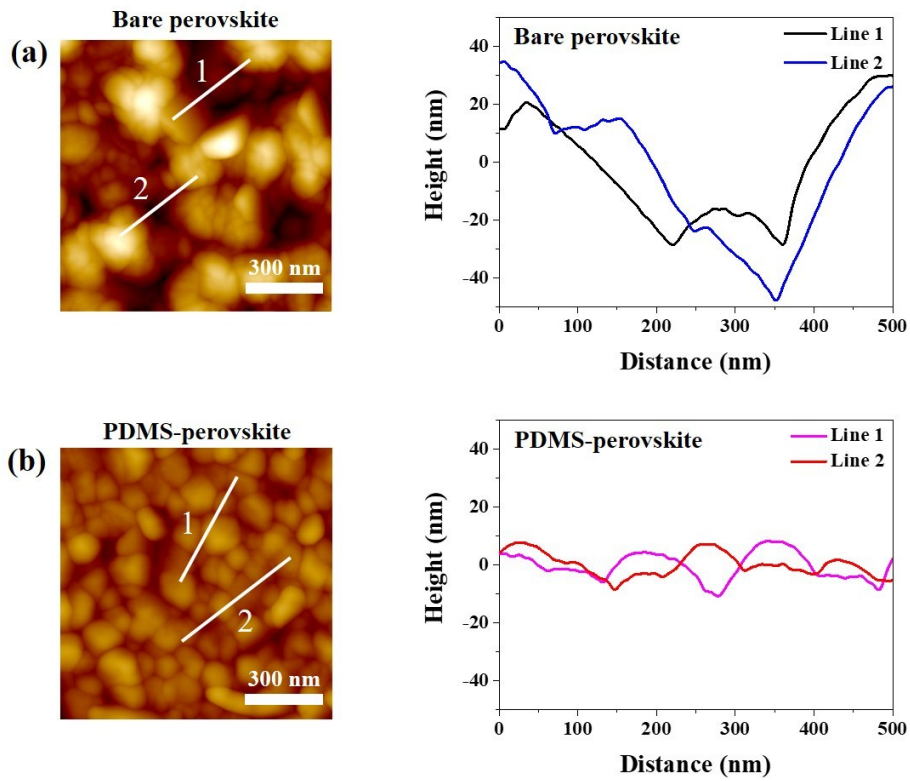 Bare perovskite
(a)
1
2
300 nm
Bare perovskite
Line 1
Line 2
Height (nm)
40
20
0
-20
-40
0 100 200 300 400 500
Distance (nm)
PDMS-perovskite
(b)
1
2
300 nm
PDMS-perovskite
Line 1
Line 2
Height (nm)
40
20
0
-20
-40
0 100 200 300 400 500
Distance (nm)